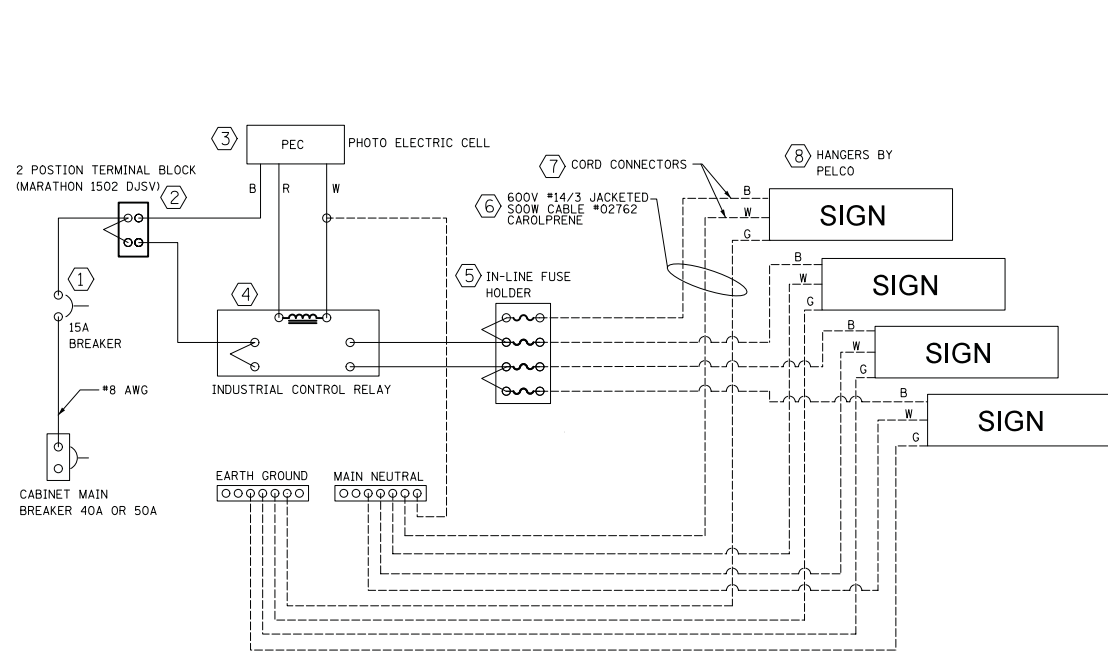 3
PEC
PHOTO ELECTRIC CELL
2 POSTION TERMINAL BLOCK
(MARATHON 1502 DJSV)
2
B
R
W
7
CORD CONNECTORS
8
HANGERS BY
PELCO
6
600V #14/3 JACKETED
SOOW CABLE #02762
CAROLPRENE
B
W
G
SIGN
B
W
G
SIGN
B
W
G
SIGN
B
W
G
SIGN
1
15A
BREAKER
4
INDUSTRIAL CONTROL RELAY
5
IN-LINE FUSE
HOLDER
#8 AWG
CABINET MAIN
BREAKER 40A OR 50A
EARTH GROUND
MAIN NEUTRAL